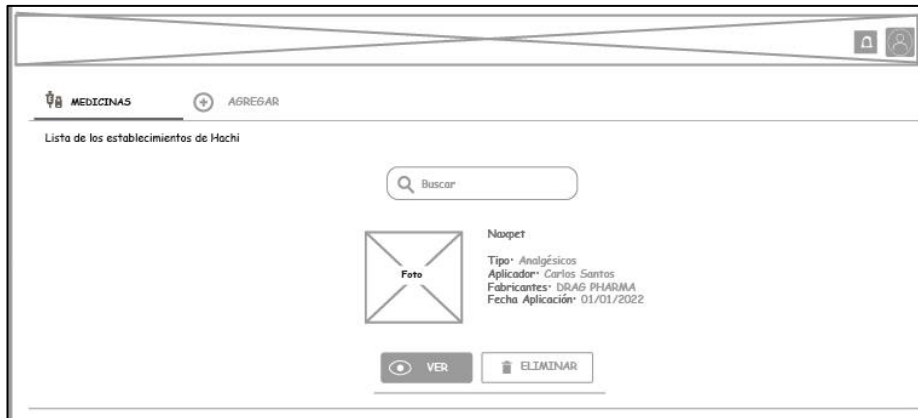 MEDICINAS
AGREGAR
Lista de los establecimientos de Hachi
Buscar
Foto
Naxpet
Tipo: Analgésicos
Aplicador: Carlos Santos
Fabricantes: DRAG PHARMA
Fecha Aplicación: 01/01/2022
VER
ELIMINAR